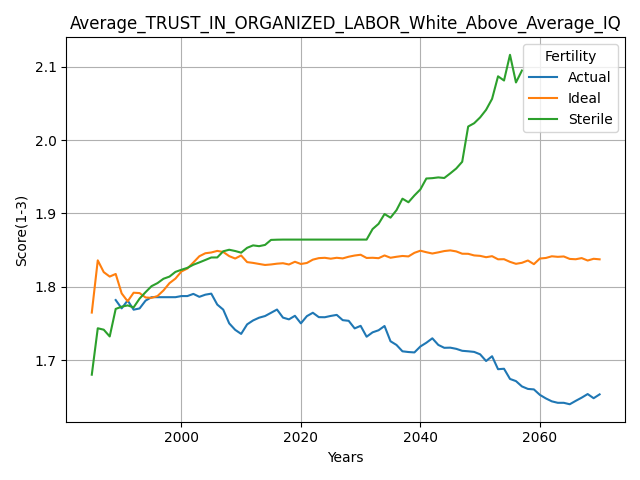 Average_TRUST_IN_ORGANIZED_LABOR_White_Above_Average_IQ
Fertility
Actual
Ideal
Sterile
2.1
2.0
1.9
1.8
1.7
Score(1-3)
2000
2020
2040
2060
Years